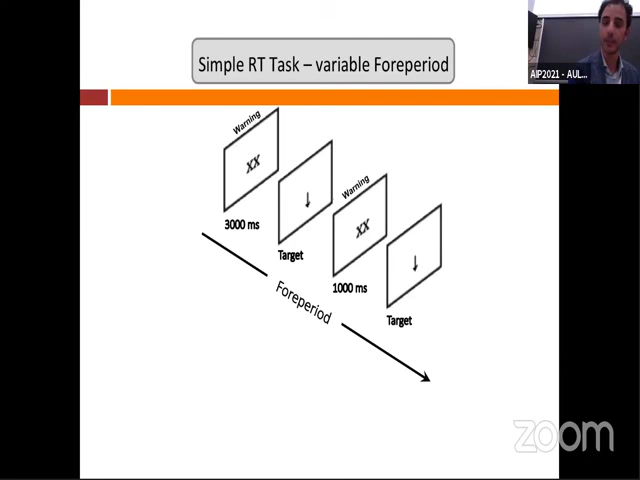 Simple RT Task – variable Foreperiod
AIP2021 - AUL...
Warning
XX
3000 ms
↓
Target
Warning
XX
1000 ms
↓
Target
Foreperiod
zoom